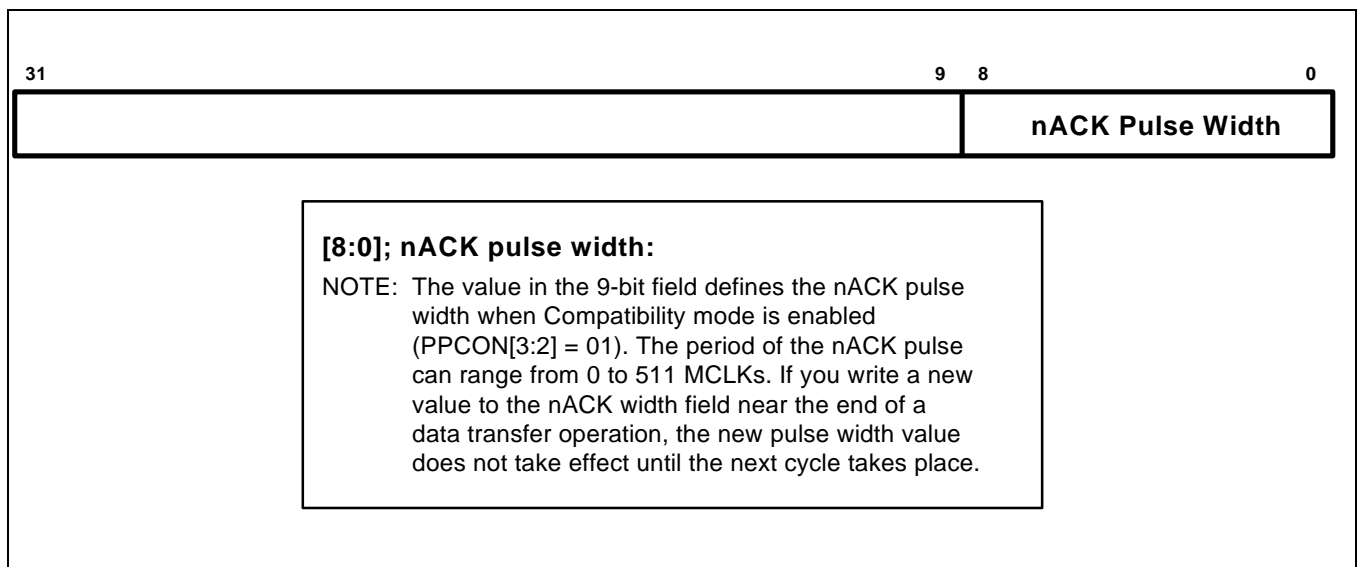 31 9 8 0
nACK Pulse Width
[8:0]; nACK pulse width:
NOTE: The value in the 9-bit field defines the nACK pulse
width when Compatibility mode is enabled
(PPCON[3:2] = 01). The period of the nACK pulse
can range from 0 to 511 MCLKs. If you write a new
value to the nACK width field near the end of a
data transfer operation, the new pulse width value
does not take effect until the next cycle takes place.